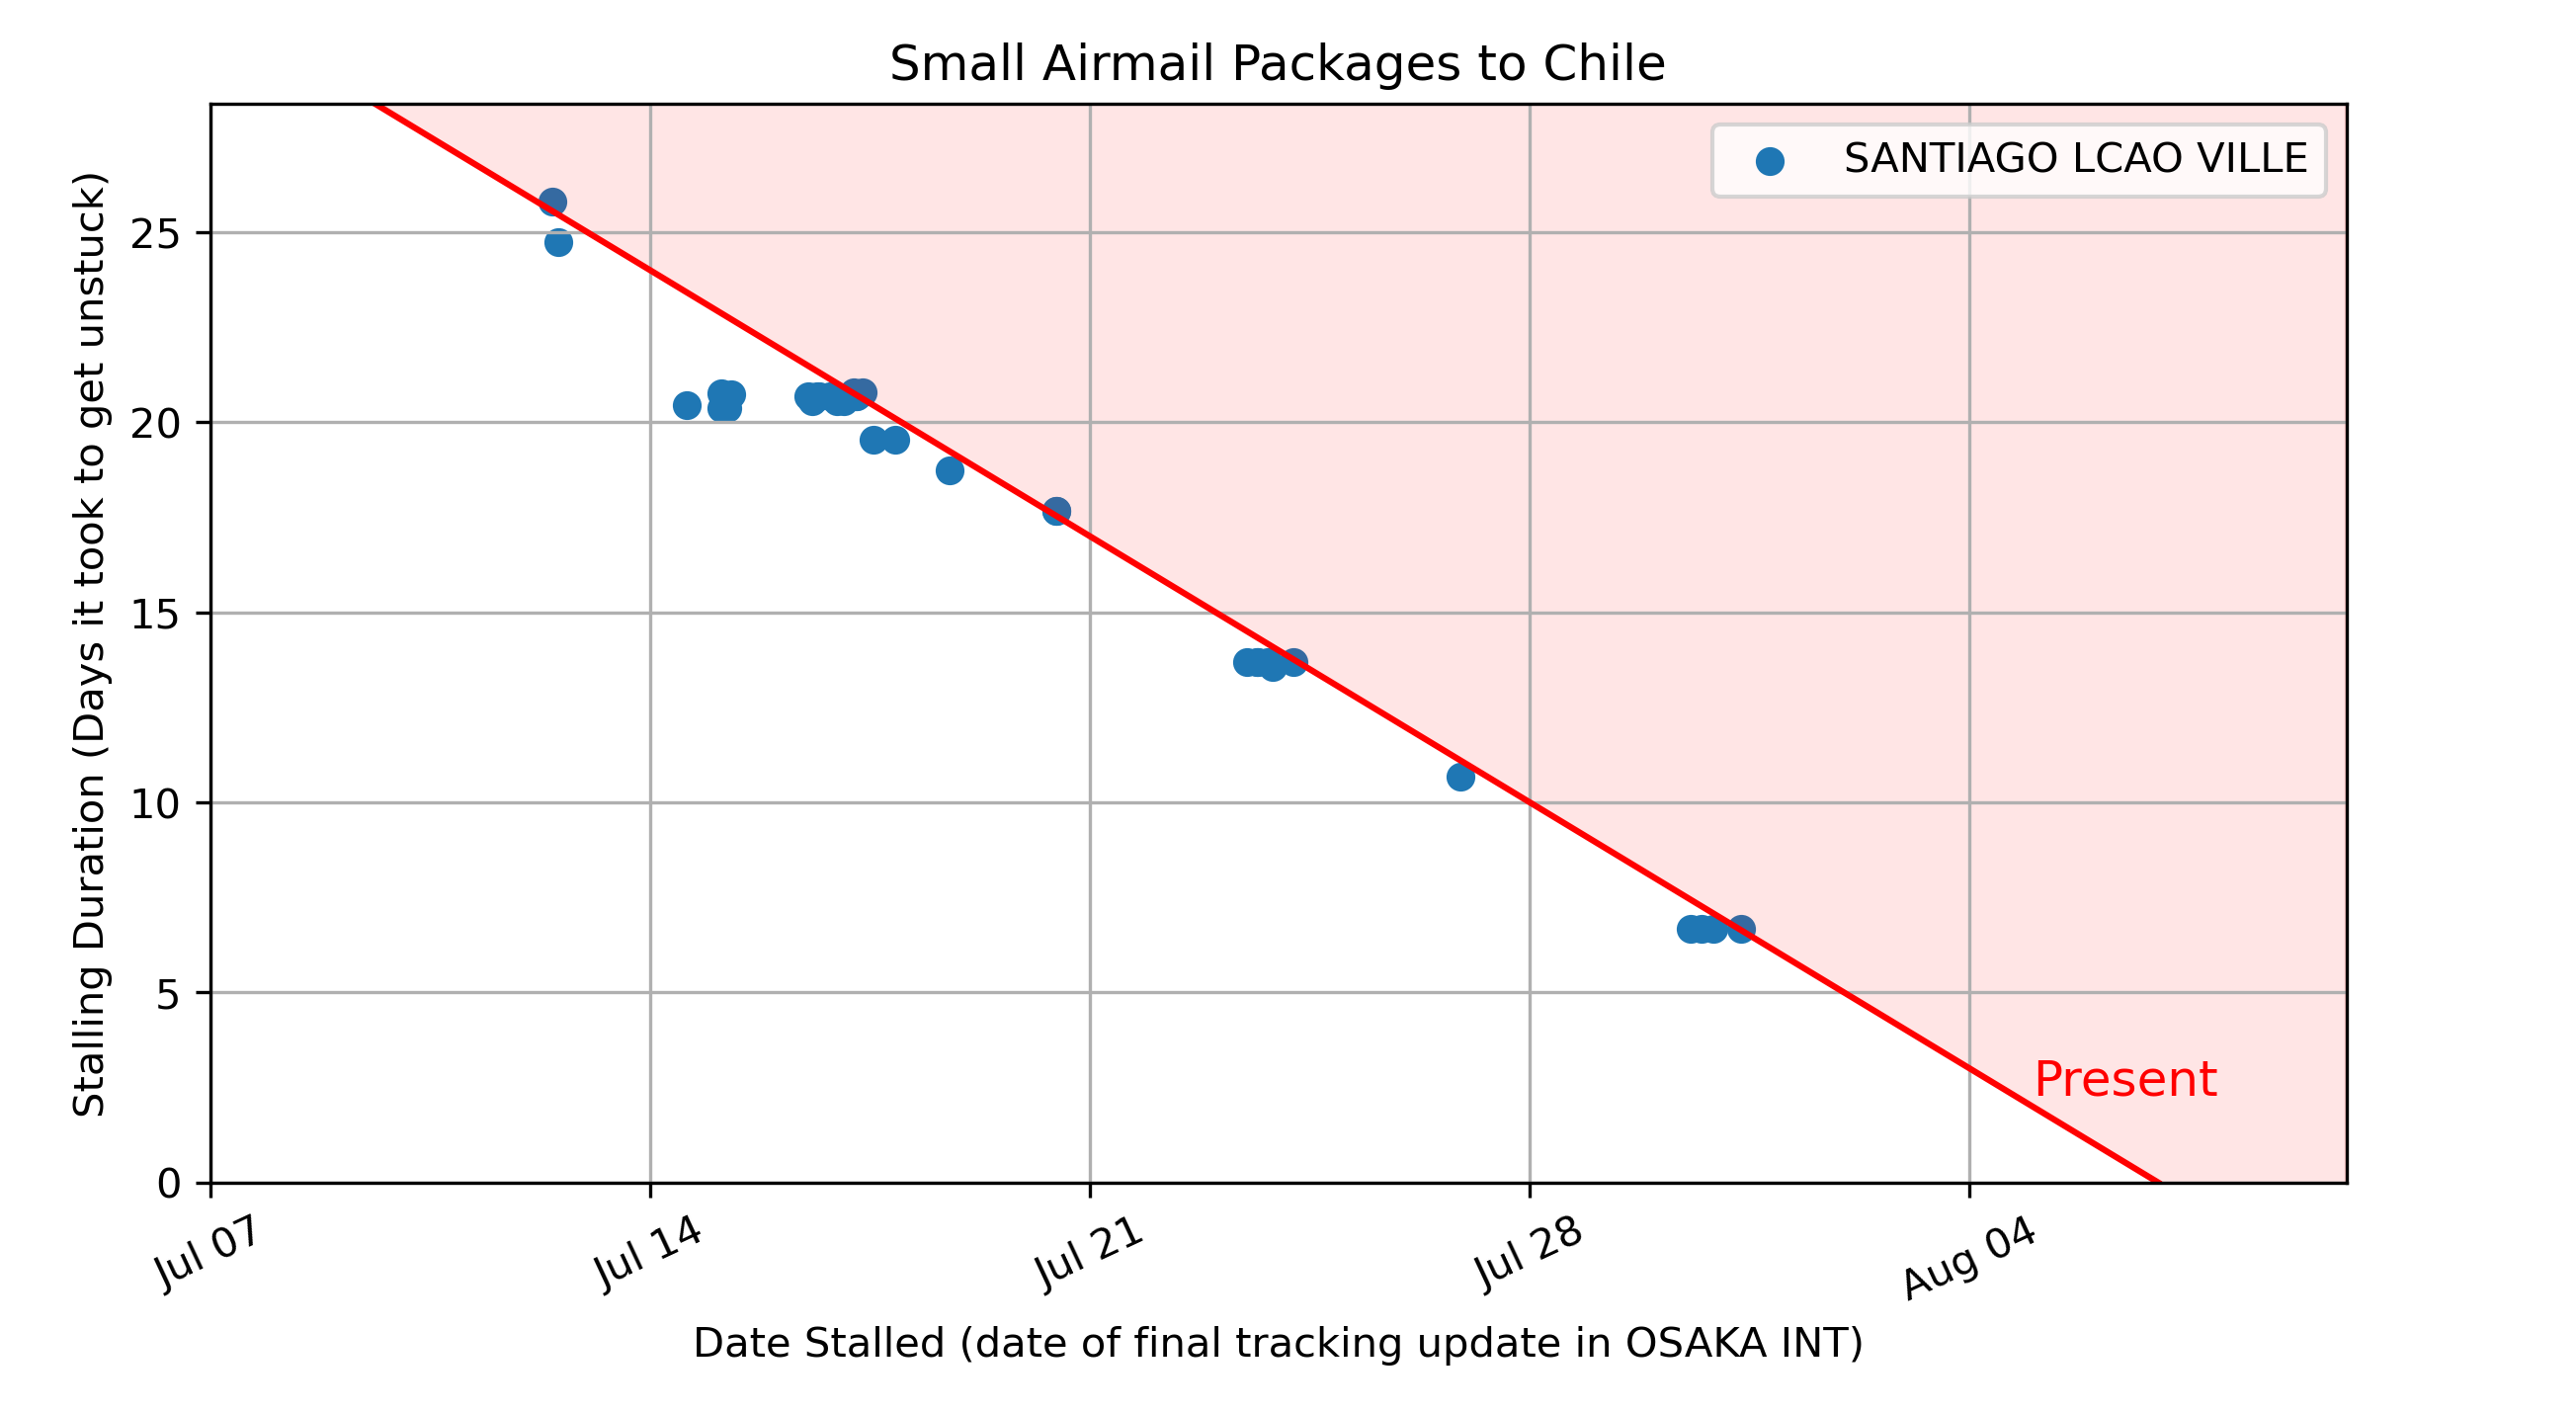 Small Airmail Packages to Chile
SANTIAGO LCAO VILLE
Stalling Duration (Days it took to get unstuck)
25
20
15
10
5
0
Present
Jul 07
Jul 14
Jul 21
Jul 28
Aug 04
Date Stalled (date of final tracking update in OSAKA INT)